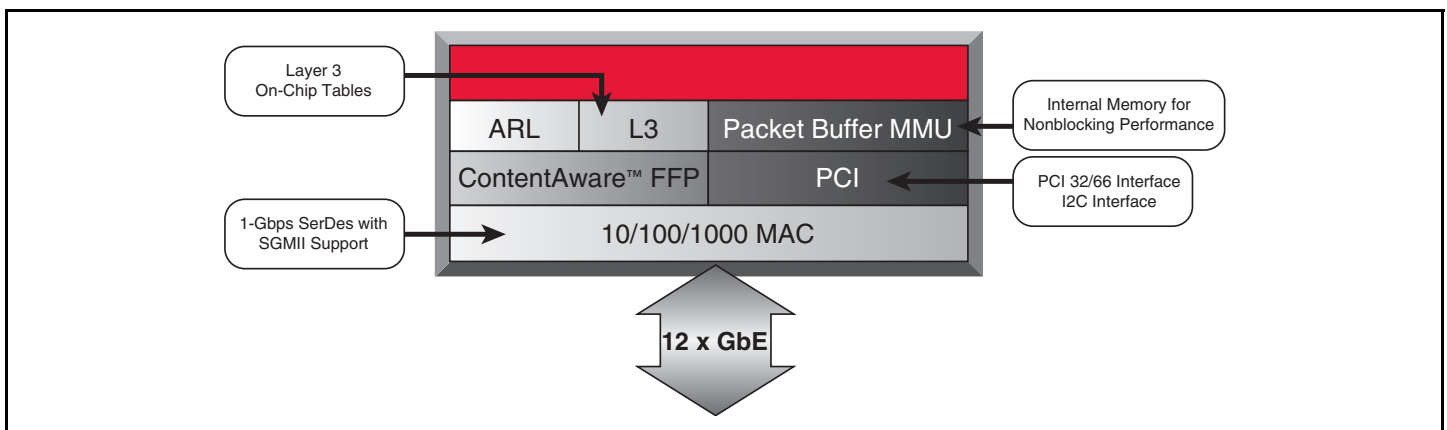 Layer 3
On-Chip Tables
ARL
L3
Packet Buffer MMU
Internal Memory for
Nonblocking Performance
ContentAware™ FFP
PCI
PCI 32/66 Interface
I2C Interface
1-Gbps SerDes with
SGMII Support
10/100/1000 MAC
12 x GbE